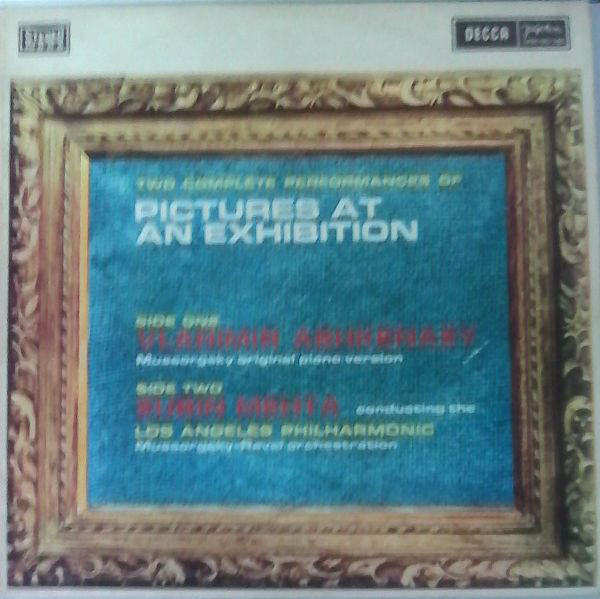 DECCA
TWO COMPLETE PERFORMANCES OF
PICTURES AT
AN EXHIBITION
SIDE ONE
VLADIMIR ASHKENAZY
Mussorgsky original piano version
SIDE TWO
ZUBIN MEHTA conducting the
LOS ANGELES PHILHARMONIC
Mussorgsky-Ravel orchestration